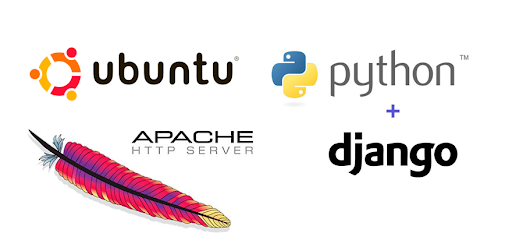 ubuntu®
python™
+
django
APACHE
HTTP SERVER